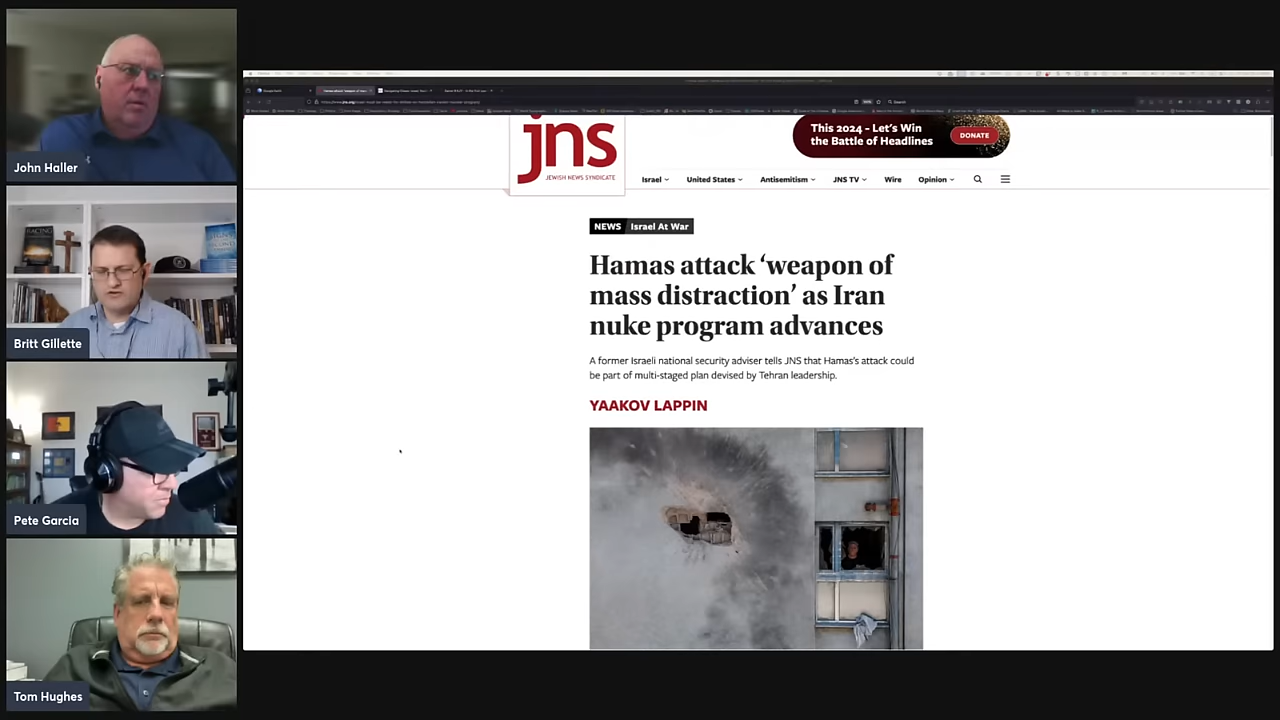 John Haller
Britt Gillette
Pete Garcia
Tom Hughes
jns
JEWISH NEWS SYNDICATE
This 2024 - Let's Win
the Battle of Headlines
DONATE
Israel
United States
Antisemitism
JNS TV
Wire
Opinion
NEWS Israel At War
Hamas attack ‘weapon of
mass distraction’ as Iran
nuke program advances
A former Israeli national security adviser tells JNS that Hamas's attack could
be part of multi-staged plan devised by Tehran leadership.
YAAKOV LAPPIN